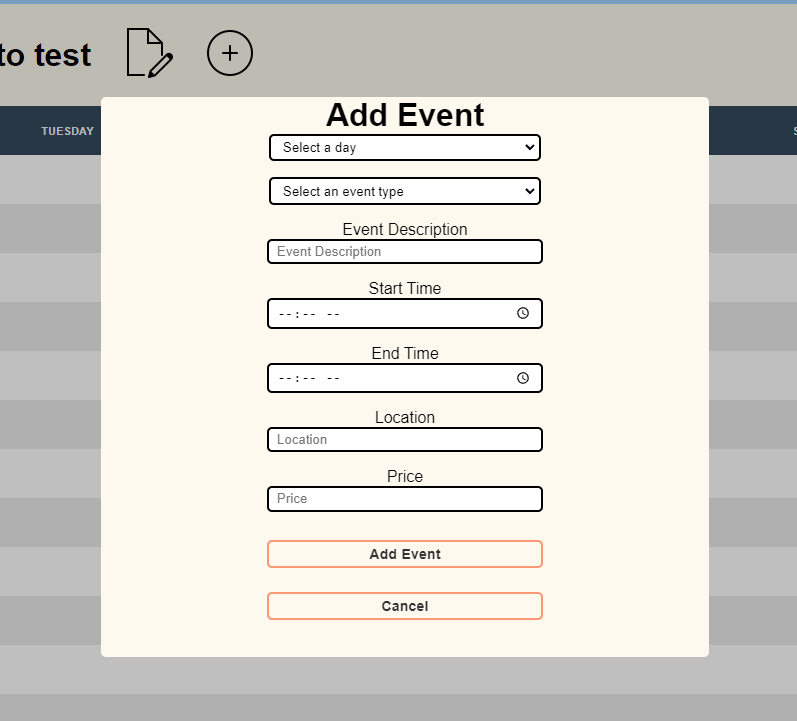 to test
TUESDAY
Add Event
Select a day
Select an event type
Event Description
Event Description
Start Time
--:-- --
End Time
--:-- --
Location
Location
Price
Price
Add Event
Cancel